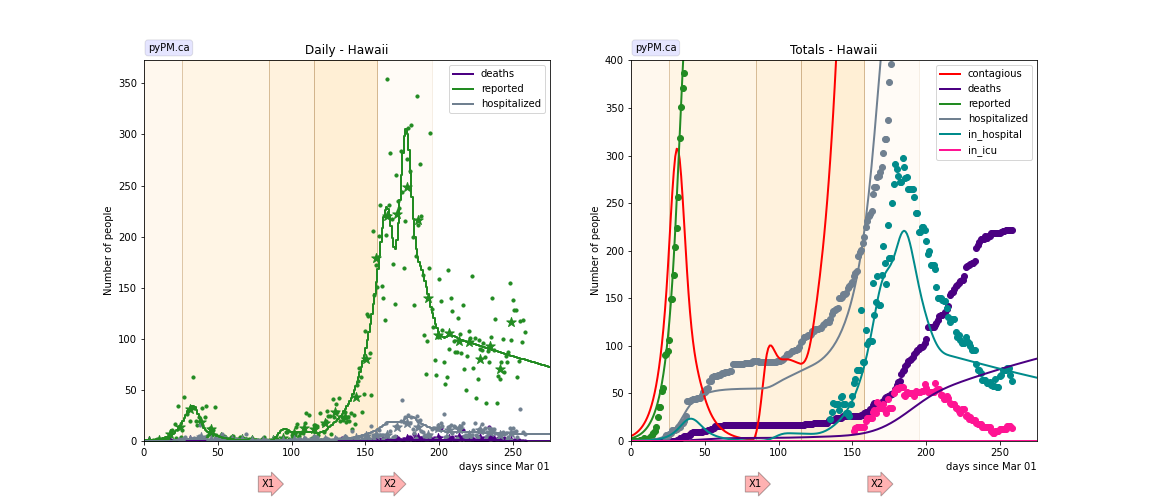 pyPM.ca
Daily - Hawaii
Number of people
350
300
250
200
150
100
50
0
deaths
reported
hospitalized
0 50 100 150 200 250
days since Mar 01
X1 X2
pyPM.ca
Totals - Hawaii
Number of people
400
350
300
250
200
150
100
50
0
contagious
deaths
reported
hospitalized
in_hospital
in_icu
0 50 100 150 200 250
days since Mar 01
X1 X2